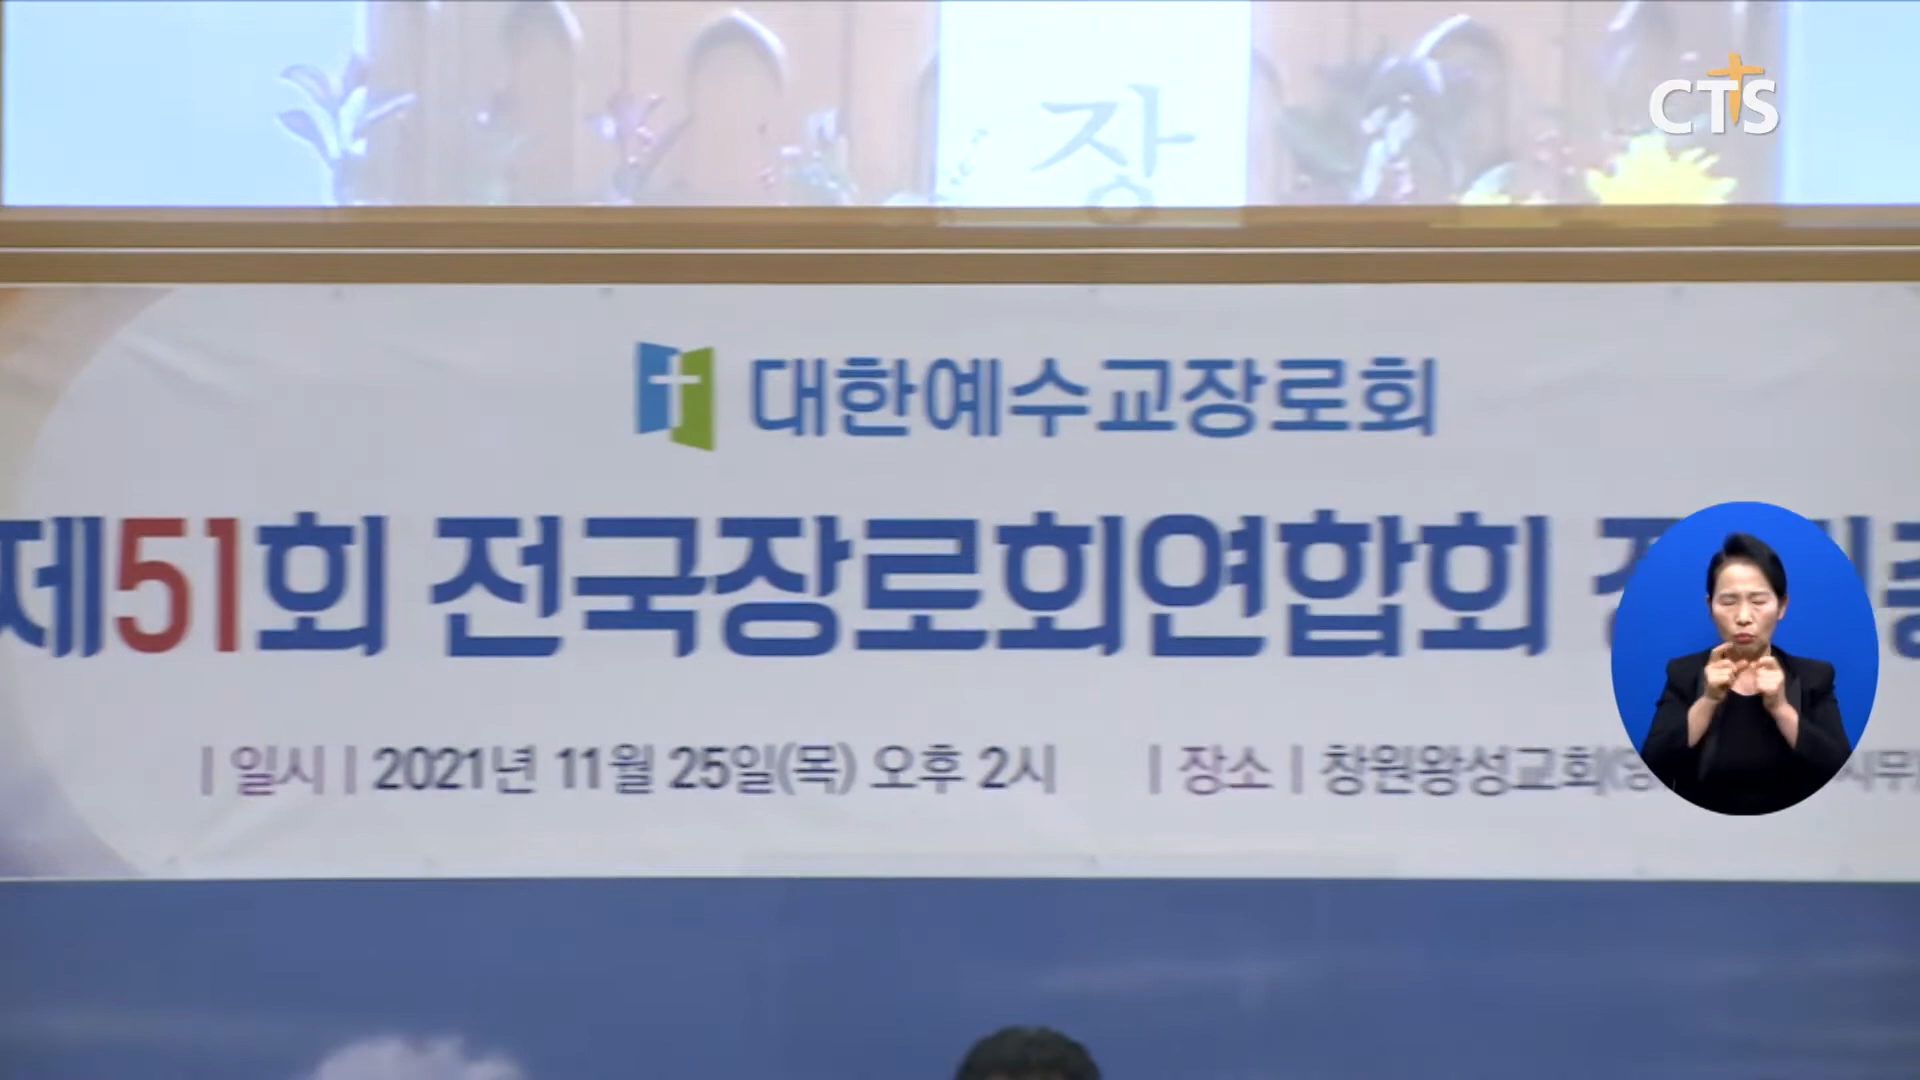 CTS
장
대한예수교장로회
제51회 전국장로회연합회
| 일시 | 2021년 11월 25일(목) 오후 2시 | 장소 | 창원왕성교회